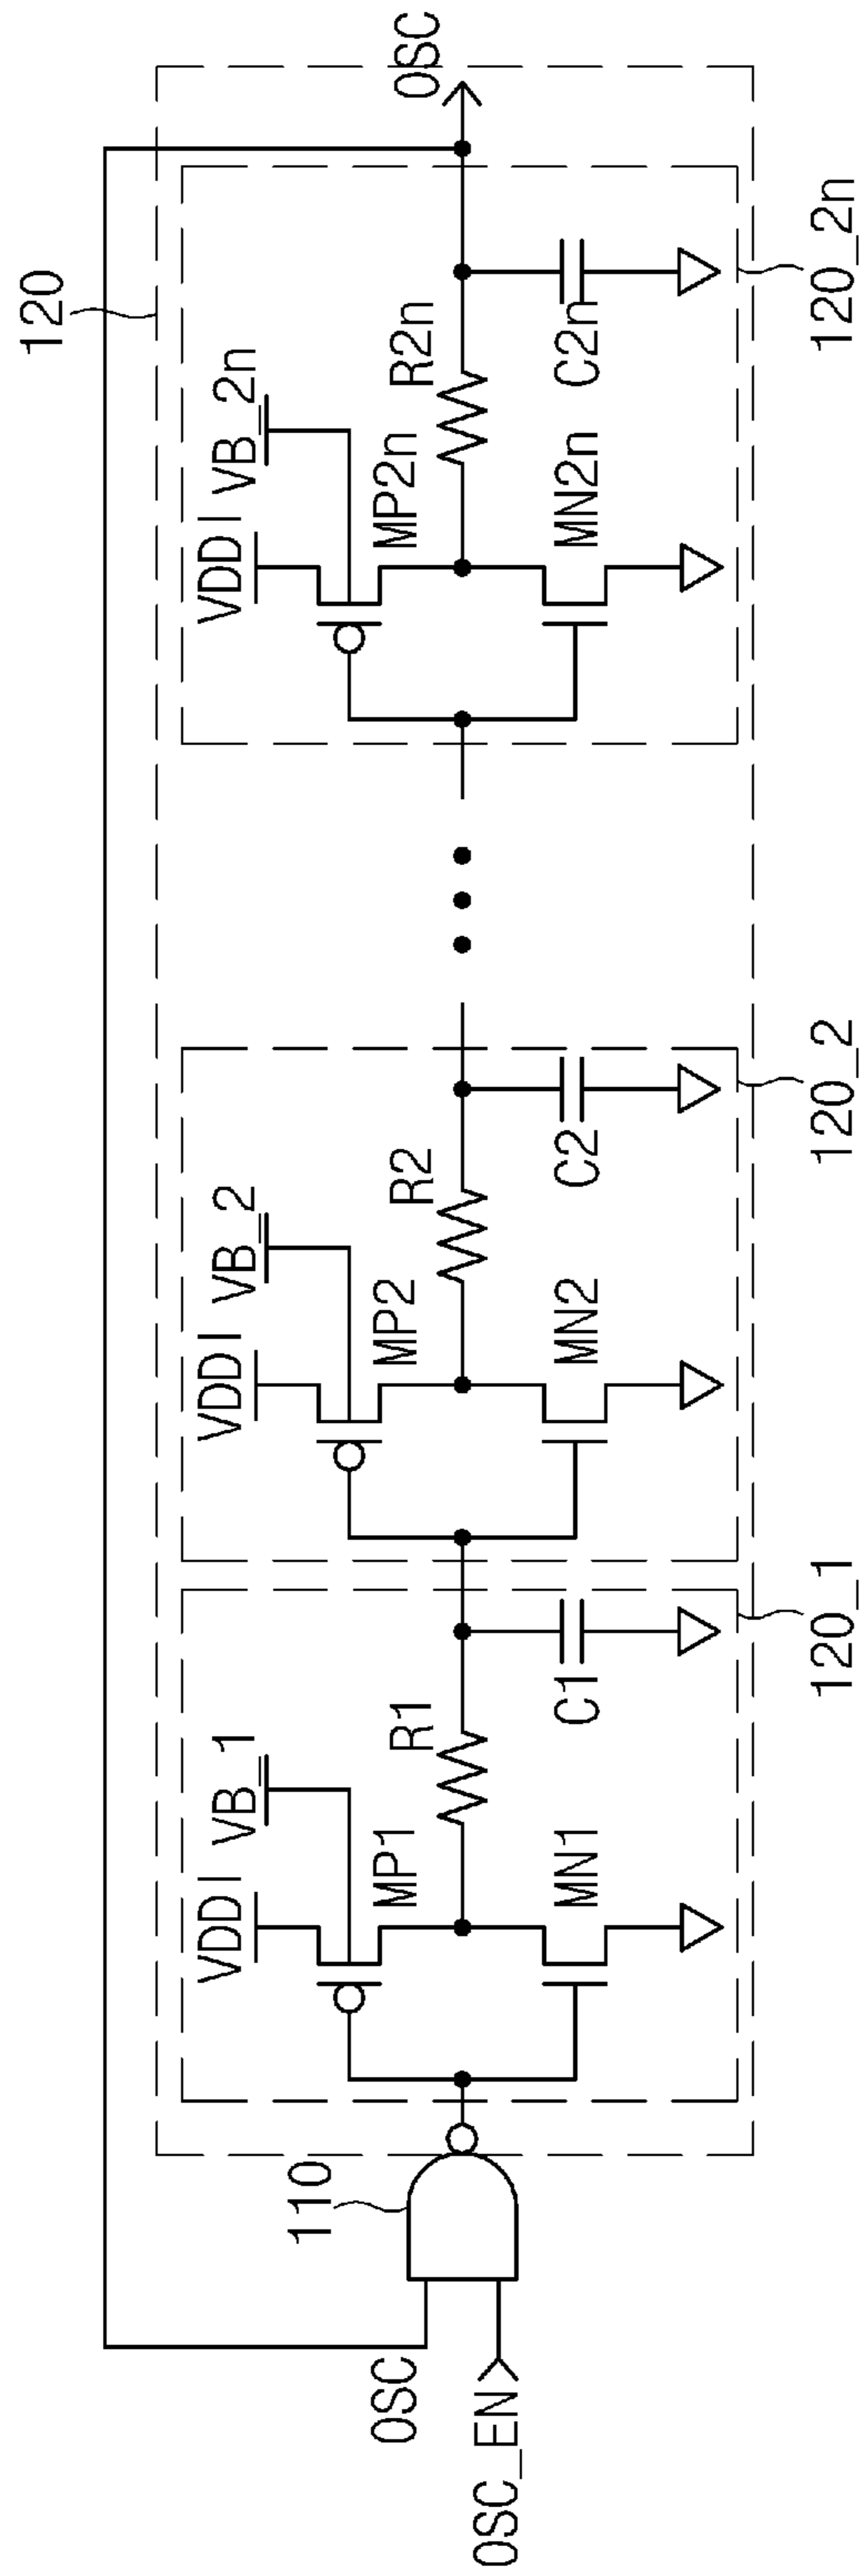 120
VDDI
VB_1
VDDI
VB_2
VDDI
VB_2n
OSC
110
MP1
R1
MP2
R2
MP2n
R2n
OSC
OSC_EN
MN1
C1
MN2
C2
MN2n
C2n
120_1
120_2
120_2n